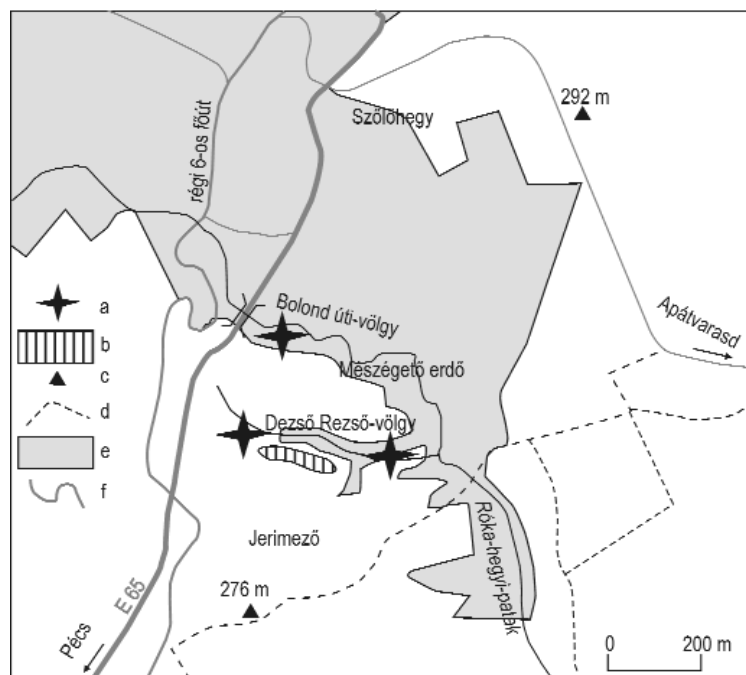 292 m
Szőlőhegy
régi 6-os főút
Bolond úti-völgy
Apátvarasd
Mészégető erdő
a
b
c
d
e
f
Dezső Rezső-völgy
Jerimező
Róka-hegyi-patak
276 m
E 65
Pécs
0 200 m